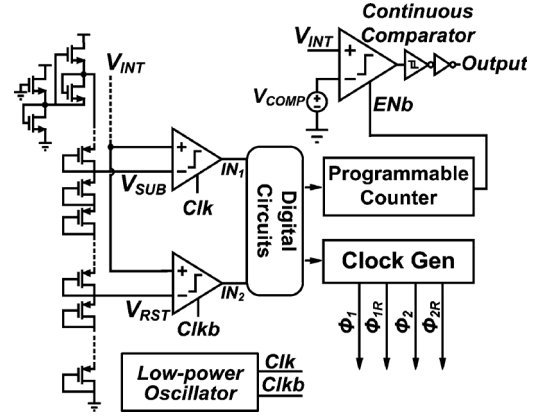 Continuous
Comparator
V_INT
V_INT
V_COMP
Output
ENb
V_SUB
Clk
IN_1
Digital
Circuits
Programmable
Counter
Clock Gen
V_RST
Clkb
IN_2
Φ_1
Φ_1R
Φ_2
Φ_2R
Low-power
Oscillator
Clk
Clkb